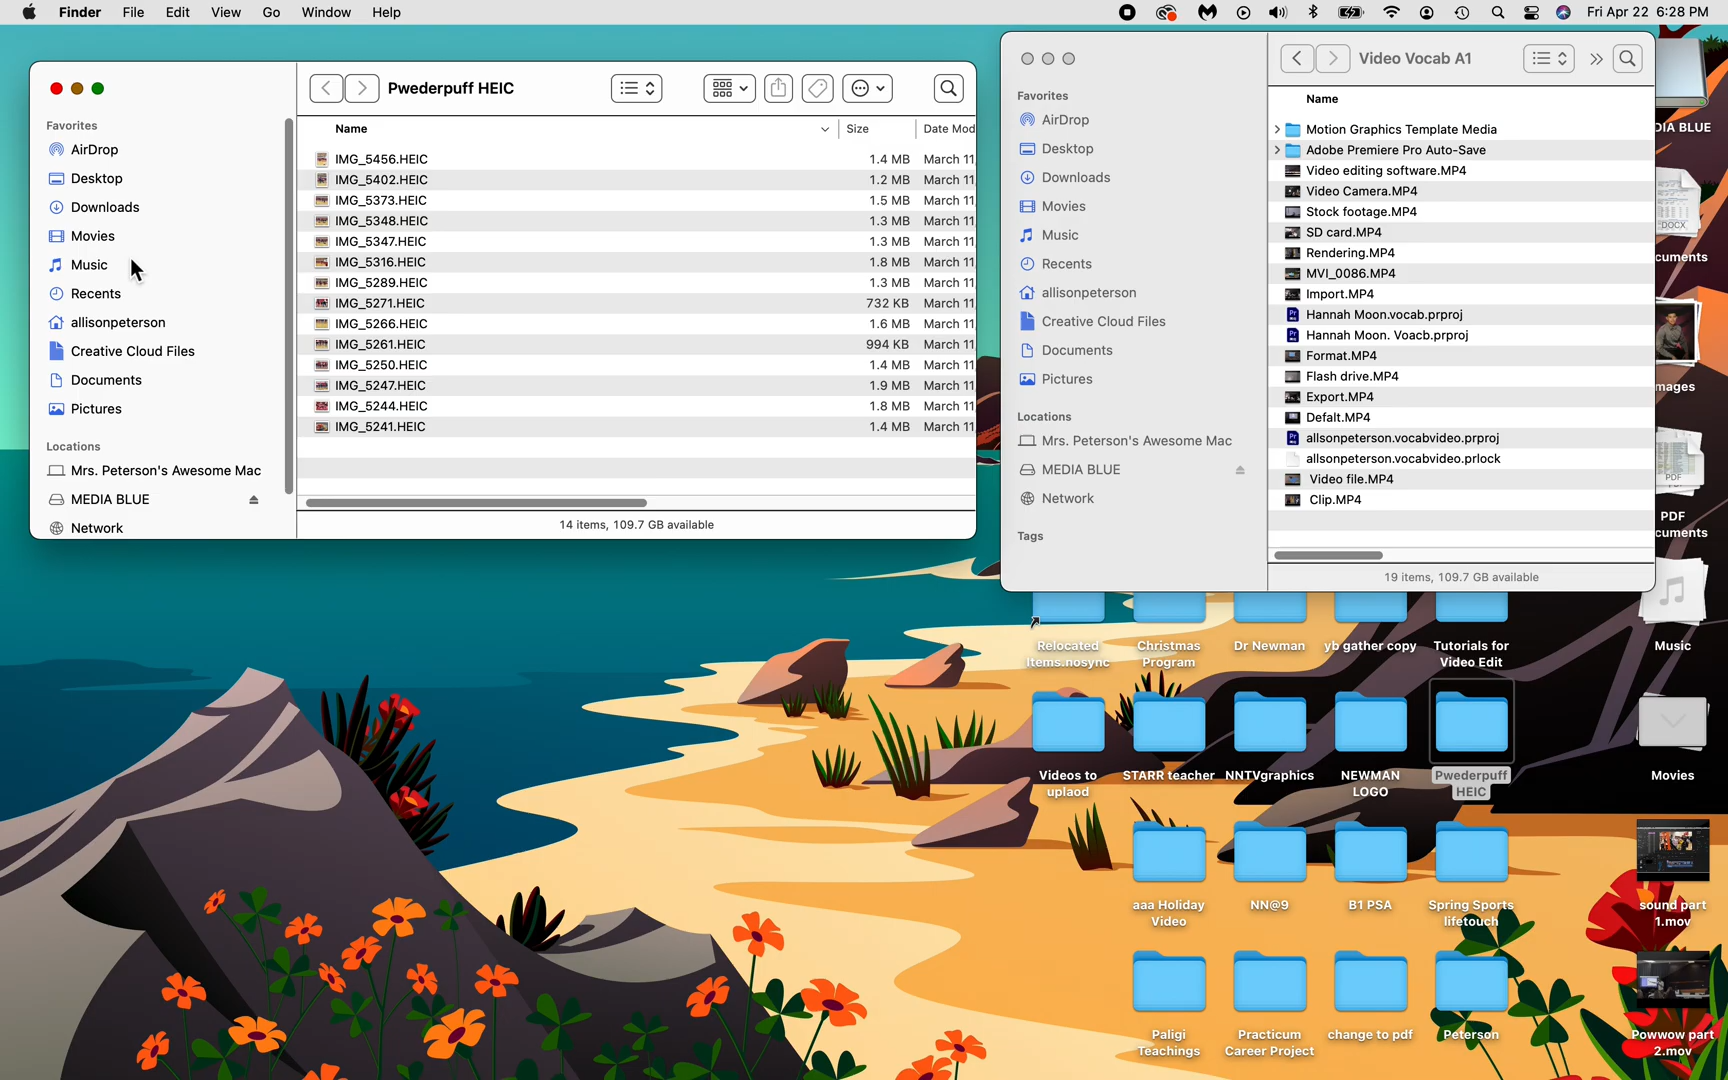 Finder File Edit View Go Window Help
Fri Apr 22 6:28 PM
Pwederpuff HEIC
Favorites
AirDrop
Desktop
Downloads
Movies
Music
Recents
allisonpeterson
Creative Cloud Files
Documents
Pictures
Locations
Mrs. Peterson's Awesome Mac
MEDIA BLUE
Network
Name Size Date Mod
IMG_5456.HEIC 1.4 MB March 11,
IMG_5402.HEIC 1.2 MB March 11,
IMG_5373.HEIC 1.5 MB March 11,
IMG_5348.HEIC 1.3 MB March 11,
IMG_5347.HEIC 1.3 MB March 11,
IMG_5316.HEIC 1.8 MB March 11,
IMG_5289.HEIC 1.3 MB March 11,
IMG_5271.HEIC 732 KB March 11,
IMG_5266.HEIC 1.6 MB March 11,
IMG_5261.HEIC 994 KB March 11,
IMG_5250.HEIC 1.4 MB March 11,
IMG_5247.HEIC 1.9 MB March 11,
IMG_5244.HEIC 1.8 MB March 11,
IMG_5241.HEIC 1.4 MB March 11,
14 items, 109.7 GB available
Video Vocab A1
Favorites
AirDrop
Desktop
Downloads
Movies
Music
Recents
allisonpeterson
Creative Cloud Files
Documents
Pictures
Locations
Mrs. Peterson's Awesome Mac
MEDIA BLUE
Network
Tags
Name
Motion Graphics Template Media
Adobe Premiere Pro Auto-Save
Video editing software.MP4
Video Camera.MP4
Stock footage.MP4
SD card.MP4
Rendering.MP4
MVI_0086.MP4
Import.MP4
Hannah Moon.vocab.prproj
Hannah Moon. Voacb.prproj
Format.MP4
Flash drive.MP4
Export.MP4
Defalt.MP4
allsonpeterson.vocabvideo.prproj
allsonpeterson.vocabvideo.prlock
Video file.MP4
Clip.MP4
19 items, 109.7 GB available
DIA BLUE
DOCX
cuments
mages
PDF
PDF
cuments
Music
Movies
sound part
1.mov
Powwow part
2.mov
Relocated
Items.nosync
Christmas
Program
Dr Newman
yb gather copy
Tutorials for
Video Edit
Videos to
uplaod
STARR teacher
NNTVgraphics
NEWMAN
LOGO
Pwederpuff
HEIC
aaa Holiday
Video
NN@9
B1 PSA
Spring Sports
lifetouch
Paligi
Teachings
Practicum
Career Project
change to pdf
Peterson